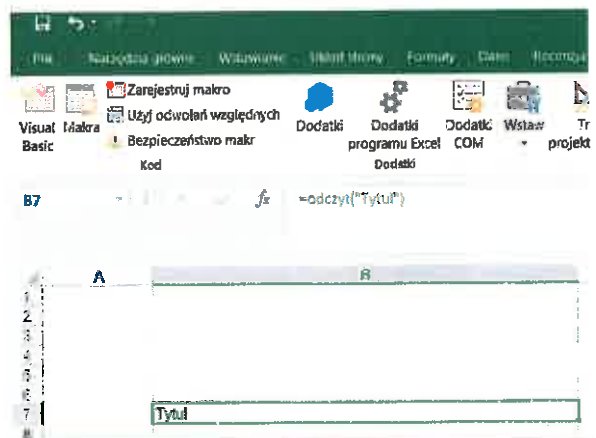 Plik Narzędzia główne Wstawianie Układ strony Formuły Dane Recenzja
Zarejestruj makro
Użyj odwołań względnych
Bezpieczeństwo makr
Visual Basic
Makra
Kod
Dodatki
Dodatki programu Excel
Dodatki COM
Dodatki
Wstaw
projekt
B7
fx
=odczyt("Tytul")
A B
1
2
3
4
5
6
7 Tytul
8